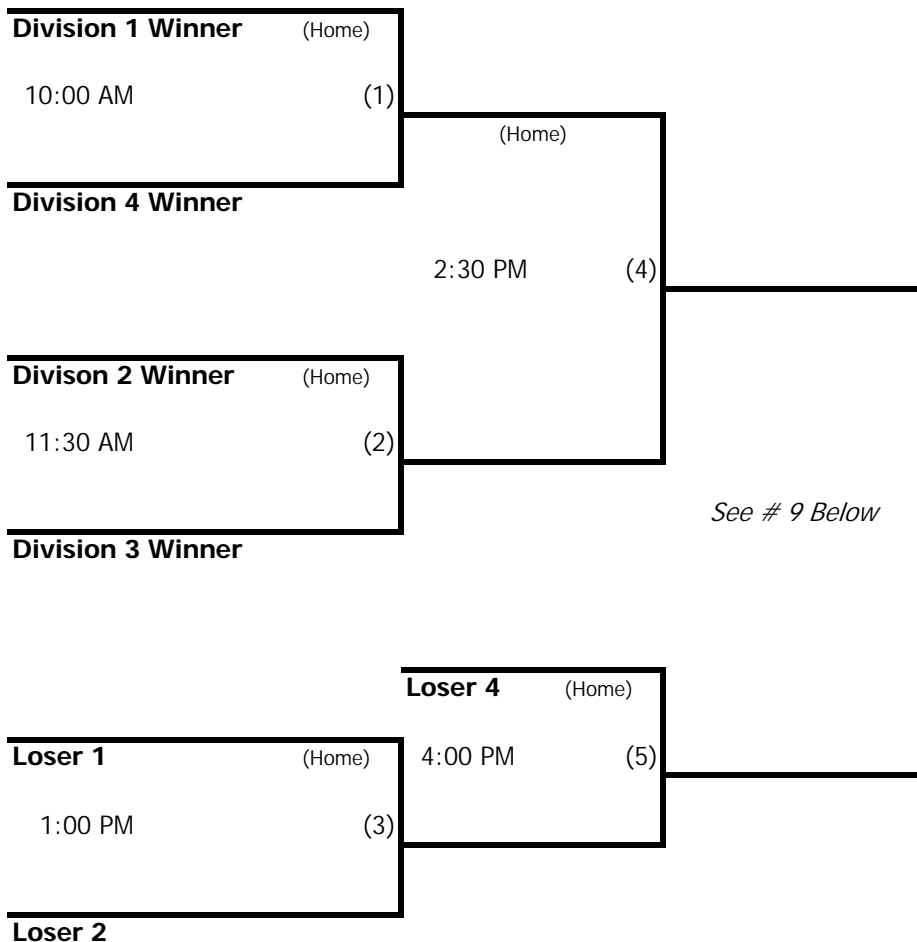 Division 1 Winner (Home)
10:00 AM (1)
(Home)
Division 4 Winner
2:30 PM (4)
Divison 2 Winner (Home)
11:30 AM (2)
See # 9 Below
Division 3 Winner
Loser 4 (Home)
Loser 1 (Home) 4:00 PM (5)
1:00 PM (3)
Loser 2